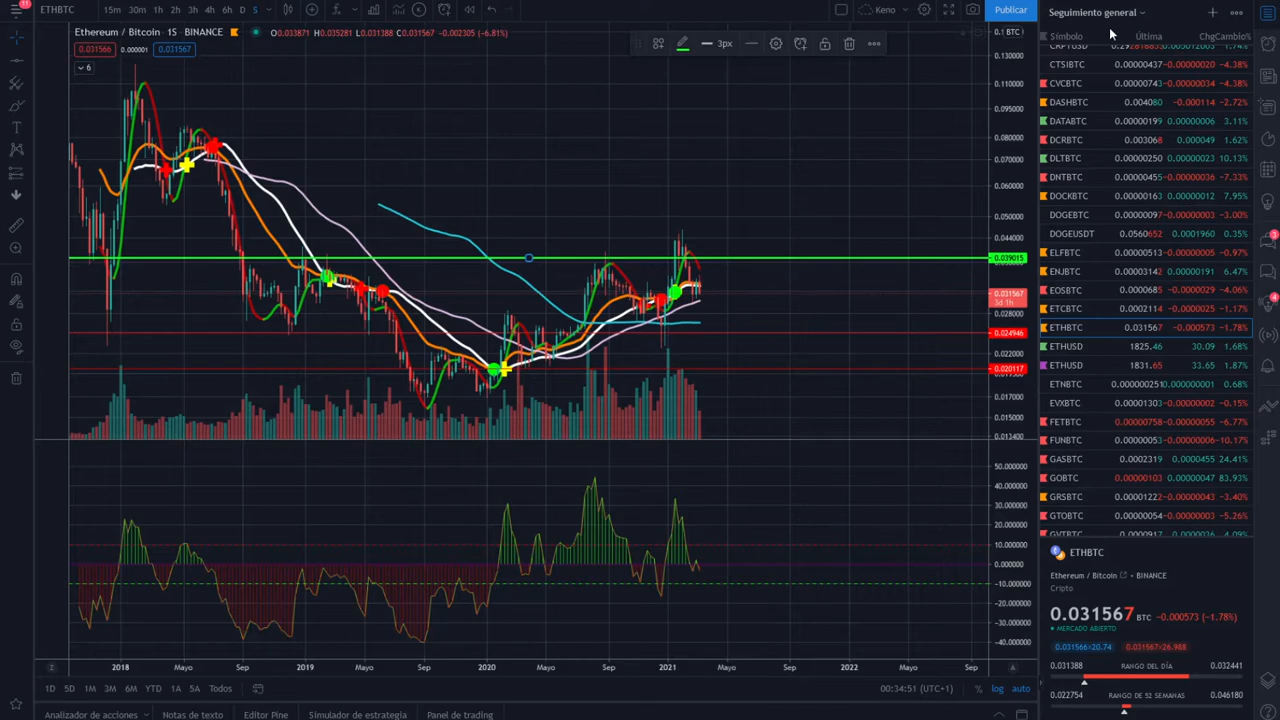 ETHBTC 15m 30m 1h 2h 3h 4h 6h D S Keno Publicar
Seguimiento general
Ethereum / Bitcoin · 1S · BINANCE O0.033871 H0.035281 L0.031388 C0.031567 −0.002305 (−6.81%)
0.031566 0.000001 0.031567
6
3px
BTC
0.130000
0.110000
0.095000
0.080000
0.070000
0.060000
0.050000
0.044000
0.039015
0.031567
3d 1h
0.028000
0.024946
0.022000
0.020117
0.017000
0.015000
0.013400
50.000000
40.000000
30.000000
20.000000
10.000000
0.000000
−10.000000
−20.000000
−30.000000
−40.000000
2018 Mayo Sep 2019 Mayo Sep 2020 Mayo Sep 2021 Mayo Sep 2022 Mayo Sep
1D 5D 1M 3M 6M YTD 1A 5A Todos 00:34:51 (UTC+1) % log auto
Analizador de acciones Notas de texto Editor Pine Simulador de estrategia Panel de trading
Símbolo Última Chg Cambio%
CTSIBTC 0.00000437 −0.00000020 −4.38%
CVCBTC 0.00000743 −0.00000034 −4.38%
DASHBTC 0.004080 −0.000114 −2.72%
DATABTC 0.00000199 0.00000006 3.11%
DCRBTC 0.003068 0.000049 1.62%
DLTBTC 0.00000250 0.00000023 10.13%
DNTBTC 0.00000455 −0.00000036 −7.33%
DOCKBTC 0.00000163 0.00000012 7.95%
DOGEBTC 0.00000097 −0.00000003 −3.00%
DOGEUSDT 0.0560652 0.0001960 0.35%
ELFBTC 0.00000513 −0.00000005 −0.97%
ENJBTC 0.00003142 0.00000191 6.47%
EOSBTC 0.0000685 −0.0000029 −4.06%
ETCBTC 0.0002114 −0.0000025 −1.17%
ETHBTC 0.031567 −0.000573 −1.78%
ETHUSD 1825.46 30.09 1.68%
ETHUSD 1831.65 33.65 1.87%
ETNBTC 0.000000251 0.000000001 0.68%
EVXBTC 0.00001303 −0.00000002 −0.15%
FETBTC 0.00000758 −0.00000055 −6.77%
FUNBTC 0.00000053 −0.00000006 −10.17%
GASBTC 0.0002319 0.0000455 24.41%
GOBTC 0.00000103 0.00000047 83.93%
GRSBTC 0.00001222 −0.00000043 −3.40%
GTOBTC 0.00000054 −0.00000003 −5.26%
ETHBTC
Ethereum / Bitcoin • BINANCE
Cripto
0.031567 BTC −0.000573 (−1.78%)
MERCADO ABIERTO
0.031566×20.74 0.031567×26.988
0.031388 RANGO DEL DÍA 0.032441
0.022754 RANGO DE 52 SEMANAS 0.046180